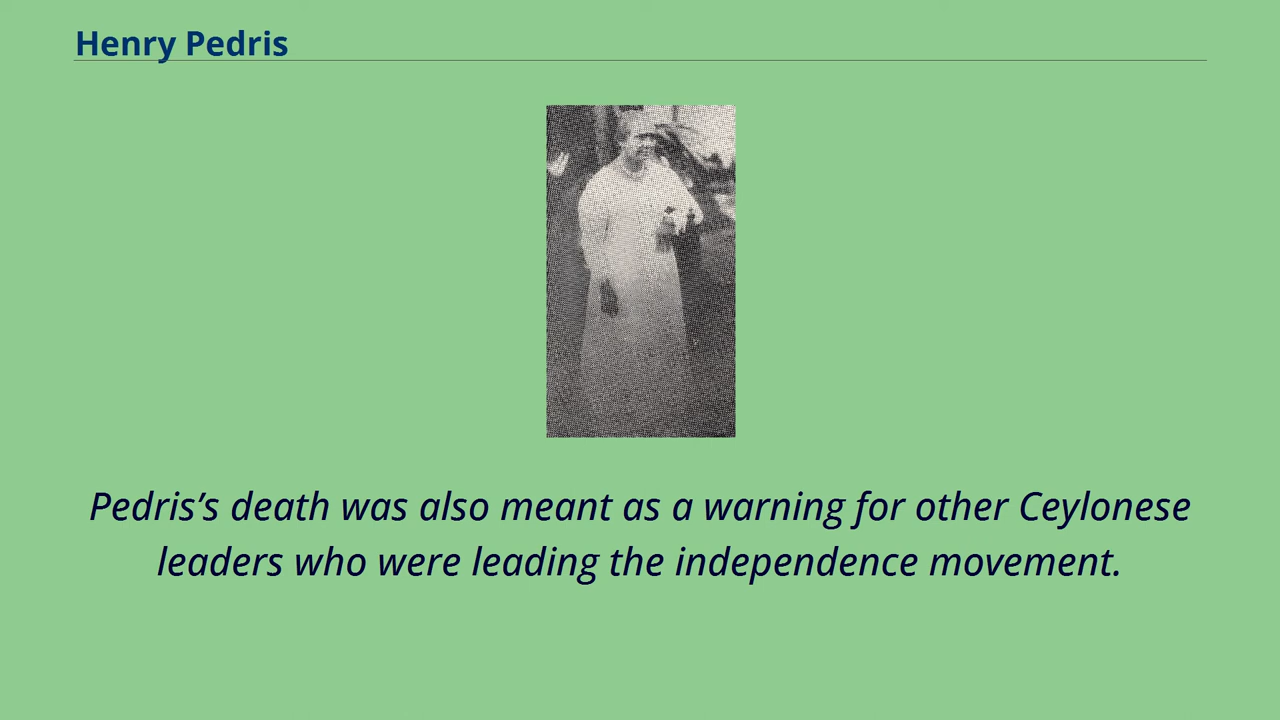 Henry Pedris
Pedris’s death was also meant as a warning for other Ceylonese
leaders who were leading the independence movement.